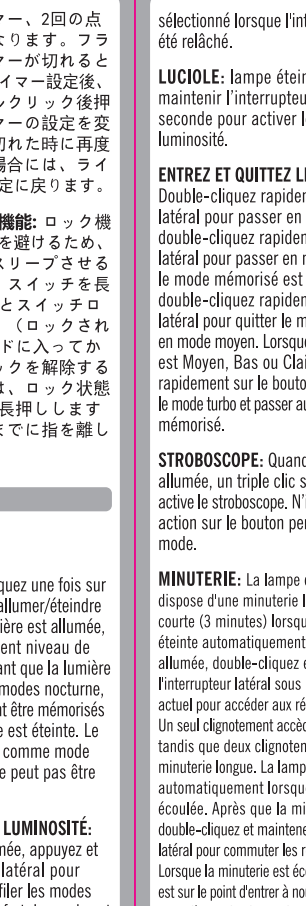 マー、2回の点
なります。フラ
マーが切れると
イマー設定後、
ルクリック後押
マーの設定を変
切れた時に再度
場合には、ライ
定に戻ります。
機能: ロック機
を避けるため、
スリープさせる
スイッチを長
とスイッチロ
（ロックされ
ドに入ってか
ックを解除する
は、ロック状態
長押しします
までに指を離し
quez une fois sur
allumer/éteindre
ière est allumée,
ent niveau de
ant que la lumière
modes nocturne,
nt être mémorisés
e est éteinte. Le
comme mode
e peut pas être
LUMINOSITÉ:
née, appuyez et
latéral pour
filer les modes
sélectionné lorsque l'int
été relâché.
LUCIOLE: lampe étein
maintenir l’interrupteu
seconde pour activer l
luminosité.
ENTREZ ET QUITTEZ L
Double-cliquez rapiden
latéral pour passer en
double-cliquez rapiden
latéral pour passer en r
le mode mémorisé est
double-cliquez rapiden
latéral pour quitter le m
en mode moyen. Lorsque
est Moyen, Bas ou Clai
rapidement sur le bouto
le mode turbo et passer au
mémorisé.
STROBOSCOPE: Quand
allumée, un triple clic s
active le stroboscope. N'i
action sur le bouton per
mode.
MINUTERIE: La lampe
dispose d'une minuterie l
courte (3 minutes) lorsqu
éteinte automatiquement
allumée, double-cliquez e
l'interrupteur latéral sous
actuel pour accéder aux ré
Un seul clignotement accèd
tandis que deux clignoten
minuterie longue. La lamp
automatiquement lorsque
écoulée. Après que la mi
double-cliquez et maintene
latéral pour commuter les r
Lorsque la minuterie est éc
est sur le point d'entrer à nou